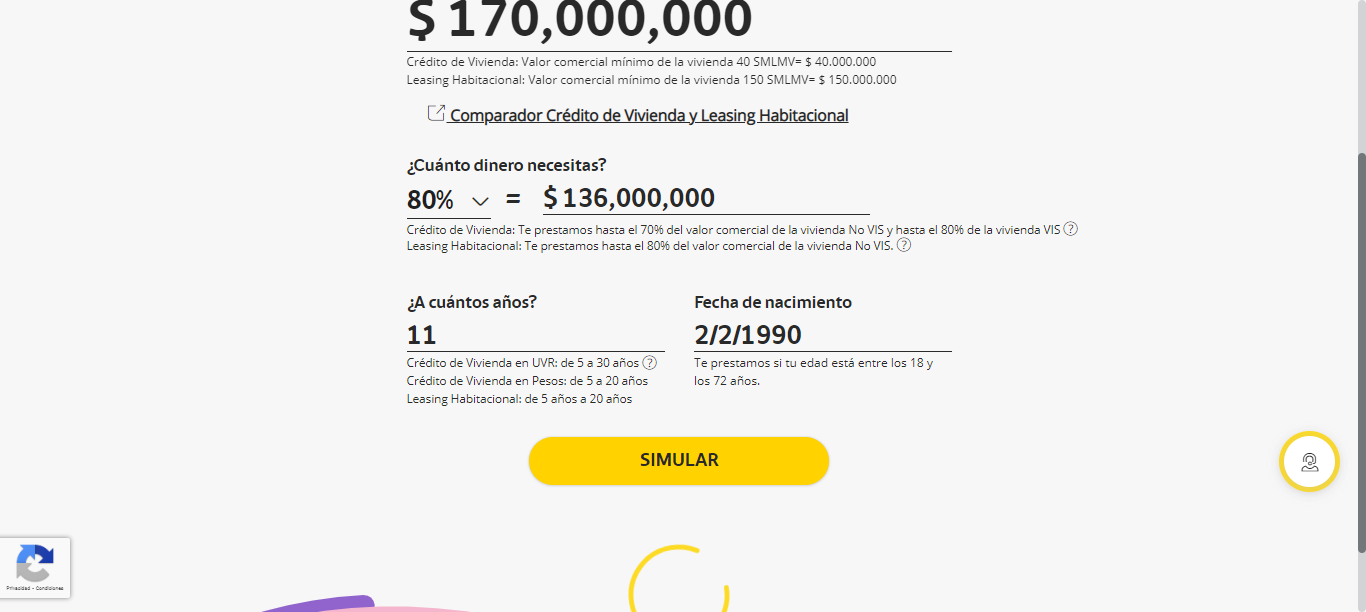 $ 170,000,000
Crédito de Vivienda: Valor comercial mínimo de la vivienda 40 SMLMV= $ 40.000.000
Leasing Habitacional: Valor comercial mínimo de la vivienda 150 SMLMV= $ 150.000.000
Comparador Crédito de Vivienda y Leasing Habitacional
¿Cuánto dinero necesitas?
80% = $ 136,000,000
Crédito de Vivienda: Te prestamos hasta el 70% del valor comercial de la vivienda No VIS y hasta el 80% de la vivienda VIS ?
Leasing Habitacional: Te prestamos hasta el 80% del valor comercial de la vivienda No VIS. ?
¿A cuántos años?
11
Crédito de Vivienda en UVR: de 5 a 30 años ?
Crédito de Vivienda en Pesos: de 5 a 20 años
Leasing Habitacional: de 5 años a 20 años
Fecha de nacimiento
2/2/1990
Te prestamos si tu edad está entre los 18 y
los 72 años.
SIMULAR
Privacidad - Condiciones